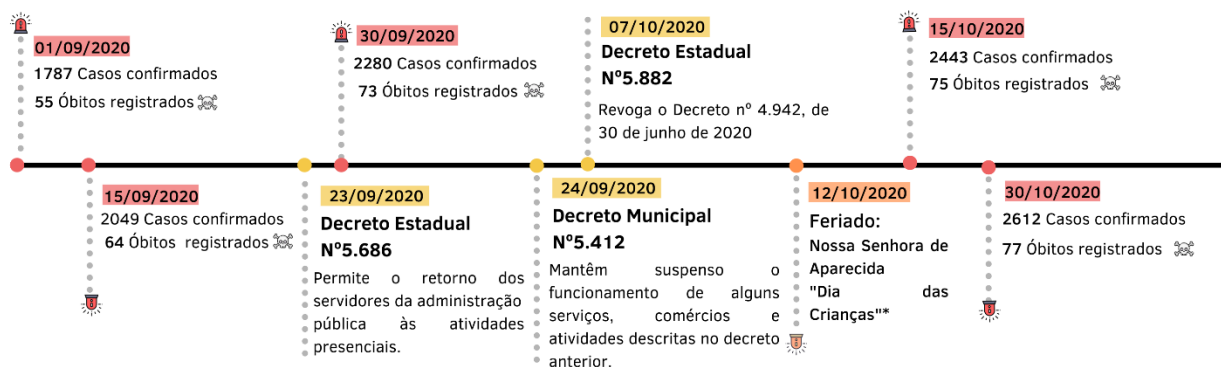 01/09/2020
1787 Casos confirmados
55 Óbitos registrados
15/09/2020
2049 Casos confirmados
64 Óbitos registrados
23/09/2020
Decreto Estadual
Nº5.686
Permite o retorno dos
servidores da administração
pública às atividades
presenciais.
30/09/2020
2280 Casos confirmados
73 Óbitos registrados
24/09/2020
Decreto Municipal
Nº5.412
Mantêm suspenso o
funcionamento de alguns
serviços, comércios e
atividades descritas no decreto
anterior.
07/10/2020
Decreto Estadual
Nº5.882
Revoga o Decreto nº 4.942, de
30 de junho de 2020
12/10/2020
Feriado:
Nossa Senhora de
Aparecida
"Dia das
Crianças"*
15/10/2020
2443 Casos confirmados
75 Óbitos registrados
30/10/2020
2612 Casos confirmados
77 Óbitos registrados